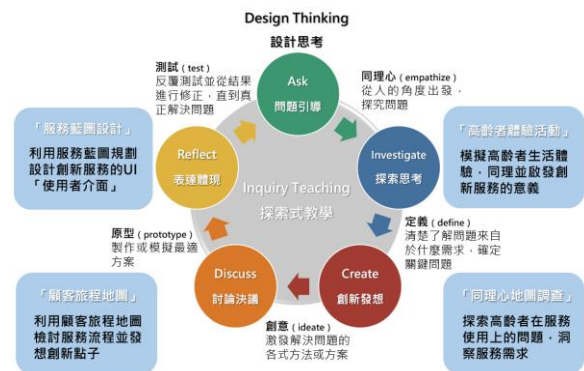 Design Thinking
設計思考
Ask
問題引導
測試(test)
反覆測試並從結果
進行修正，直到真
正解決問題
同理心(empathize)
從人的角度出發，
探究問題
「服務藍圖設計」
利用服務藍圖規劃
設計創新服務的UI
「使用者介面」
Reflect
表達體現
Inquiry Teaching
探索式教學
Investigate
探索思考
「高齡者體驗活動」
模擬高齡者生活體
驗，同理並啟發創
新服務的意義
原型(prototype)
製作或模擬最適
方案
定義(define)
清楚了解問題來自
於什麼需求，確定
關鍵問題
Discuss
討論決議
Create
創新發想
「顧客旅程地圖」
利用顧客旅程地圖
檢討服務流程並發
想創新點子
創意(ideate)
激發解決問題的
各式方法或方案
「同理心地圖調查」
探索高齡者在服務
使用上的問題，洞
察服務需求